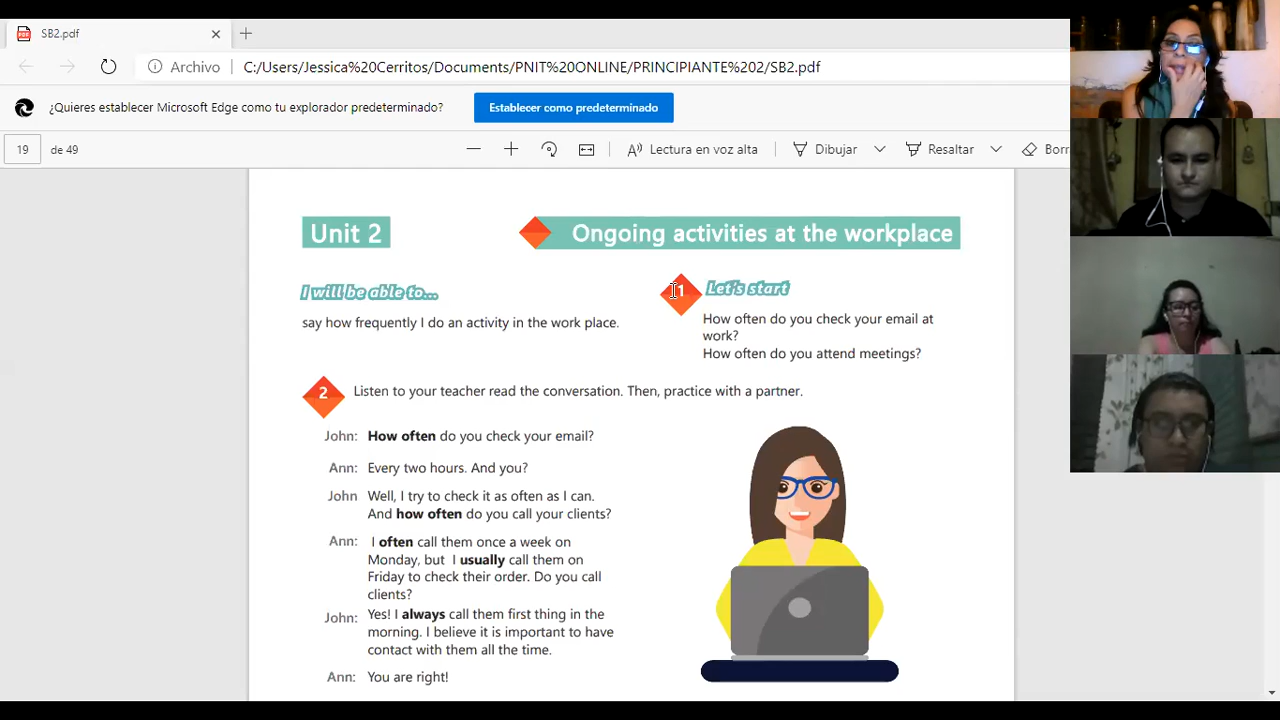 SB2.pdf
Archivo C:/Users/Jessica%20Cerritos/Documents/PNIT%20ONLINE/PRINCIPIANTE%202/SB2.pdf
¿Quieres establecer Microsoft Edge como tu explorador predeterminado? Establecer como predeterminado
19 de 49 Lectura en voz alta Dibujar Resaltar
Unit 2 Ongoing activities at the workplace
I will be able to...
say how frequently I do an activity in the work place.
1 Let's start
How often do you check your email at
work?
How often do you attend meetings?
2 Listen to your teacher read the conversation. Then, practice with a partner.
John: How often do you check your email?
Ann: Every two hours. And you?
John Well, I try to check it as often as I can.
And how often do you call your clients?
Ann: I often call them once a week on
Monday, but I usually call them on
Friday to check their order. Do you call
clients?
John: Yes! I always call them first thing in the
morning. I believe it is important to have
contact with them all the time.
Ann: You are right!